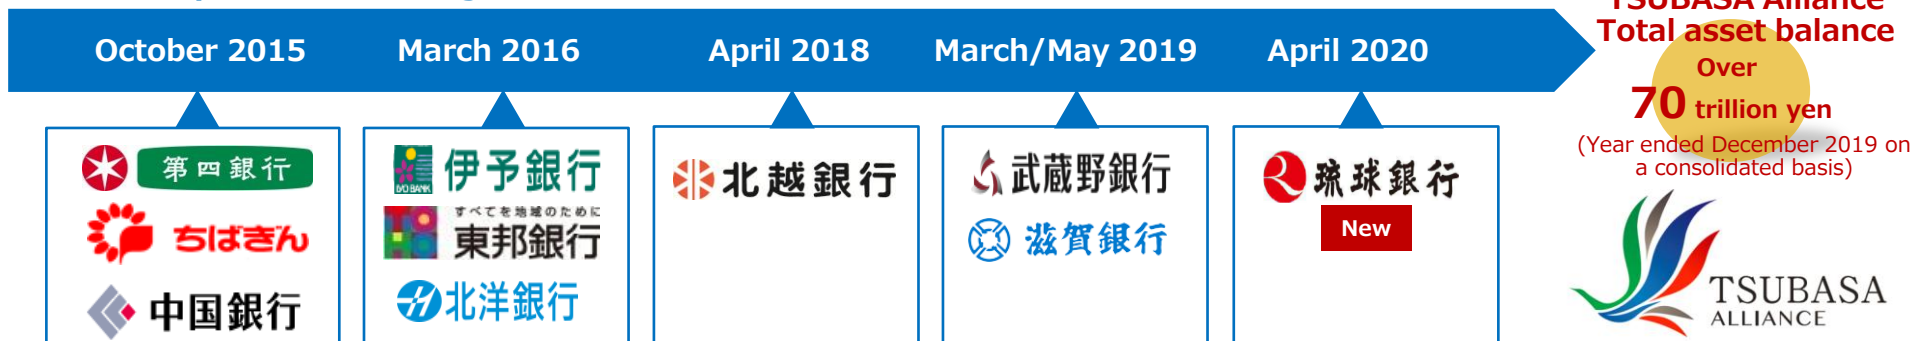 TSUBASA Alliance
Total asset balance
October 2015
March 2016
April 2018
March/May 2019
April 2020
Over
70 trillion yen
(Year ended December 2019 on
a consolidated basis)
第四銀行
ちばぎん
中国銀行
IYO BANK
伊予銀行
すべてを地域のために
東邦銀行
北洋銀行
北越銀行
武蔵野銀行
滋賀銀行
琉球銀行
New
TSUBASA
ALLIANCE